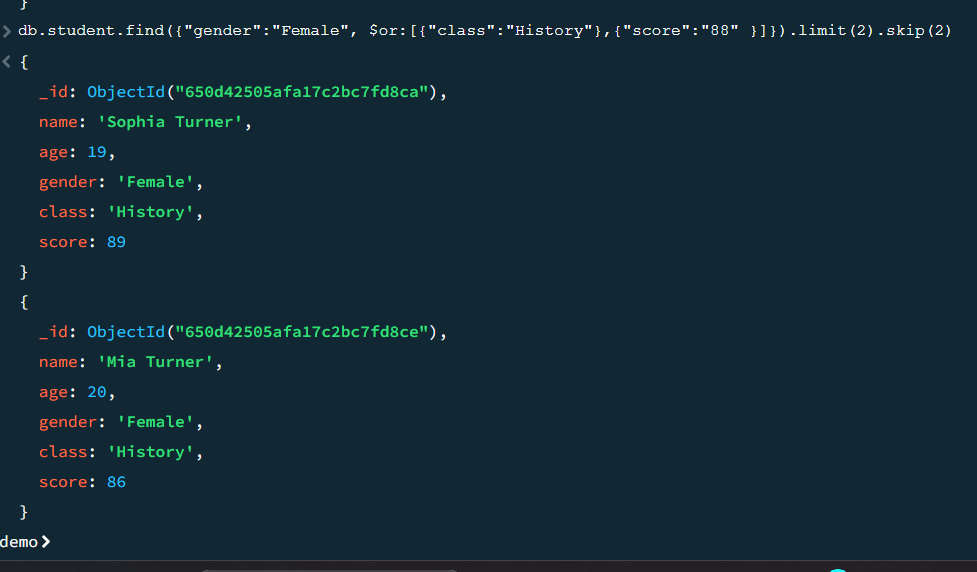 }
db.student.find({"gender":"Female", $or:[{"class":"History"},{"score":"88" }]}).limit(2).skip(2)
{
_id: ObjectId("650d42505afa17c2bc7fd8ca"),
name: 'Sophia Turner',
age: 19,
gender: 'Female',
class: 'History',
score: 89
}
{
_id: ObjectId("650d42505afa17c2bc7fd8ce"),
name: 'Mia Turner',
age: 20,
gender: 'Female',
class: 'History',
score: 86
}
demo>